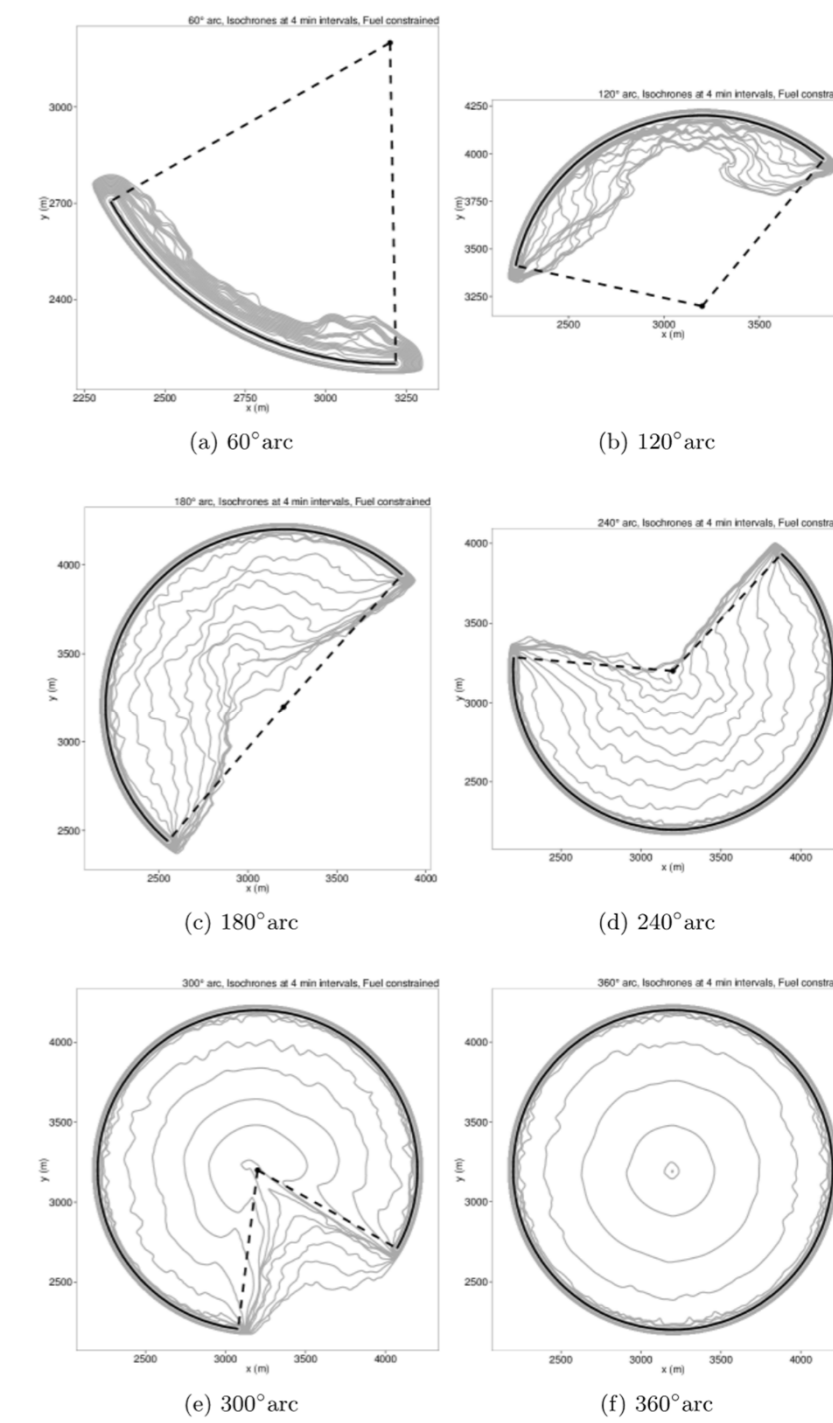 60° arc, Isochrones at 4 min intervals, Fuel constrained
3000
2700
2400
y (m)
2250 2500 2750 3000 3250
x (m)
(a) 60°arc
120° arc, Isochrones at 4 min intervals, Fuel constra
4250
4000
3750
3500
3250
y (m)
2500 3000 3500
x (m)
(b) 120°arc
180° arc, Isochrones at 4 min intervals, Fuel constrained
4000
3500
3000
2500
y (m)
2500 3000 3500 4000
x (m)
(c) 180°arc
240° arc, Isochrones at 4 min intervals, Fuel constra
4000
3500
3000
2500
y (m)
2500 3000 3500 4000
x (m)
(d) 240°arc
300° arc, Isochrones at 4 min intervals, Fuel constrained
4000
3500
3000
2500
y (m)
2500 3000 3500 4000
x (m)
(e) 300°arc
360° arc, Isochrones at 4 min intervals, Fuel constra
4000
3500
3000
2500
y (m)
2500 3000 3500 4000
x (m)
(f) 360°arc